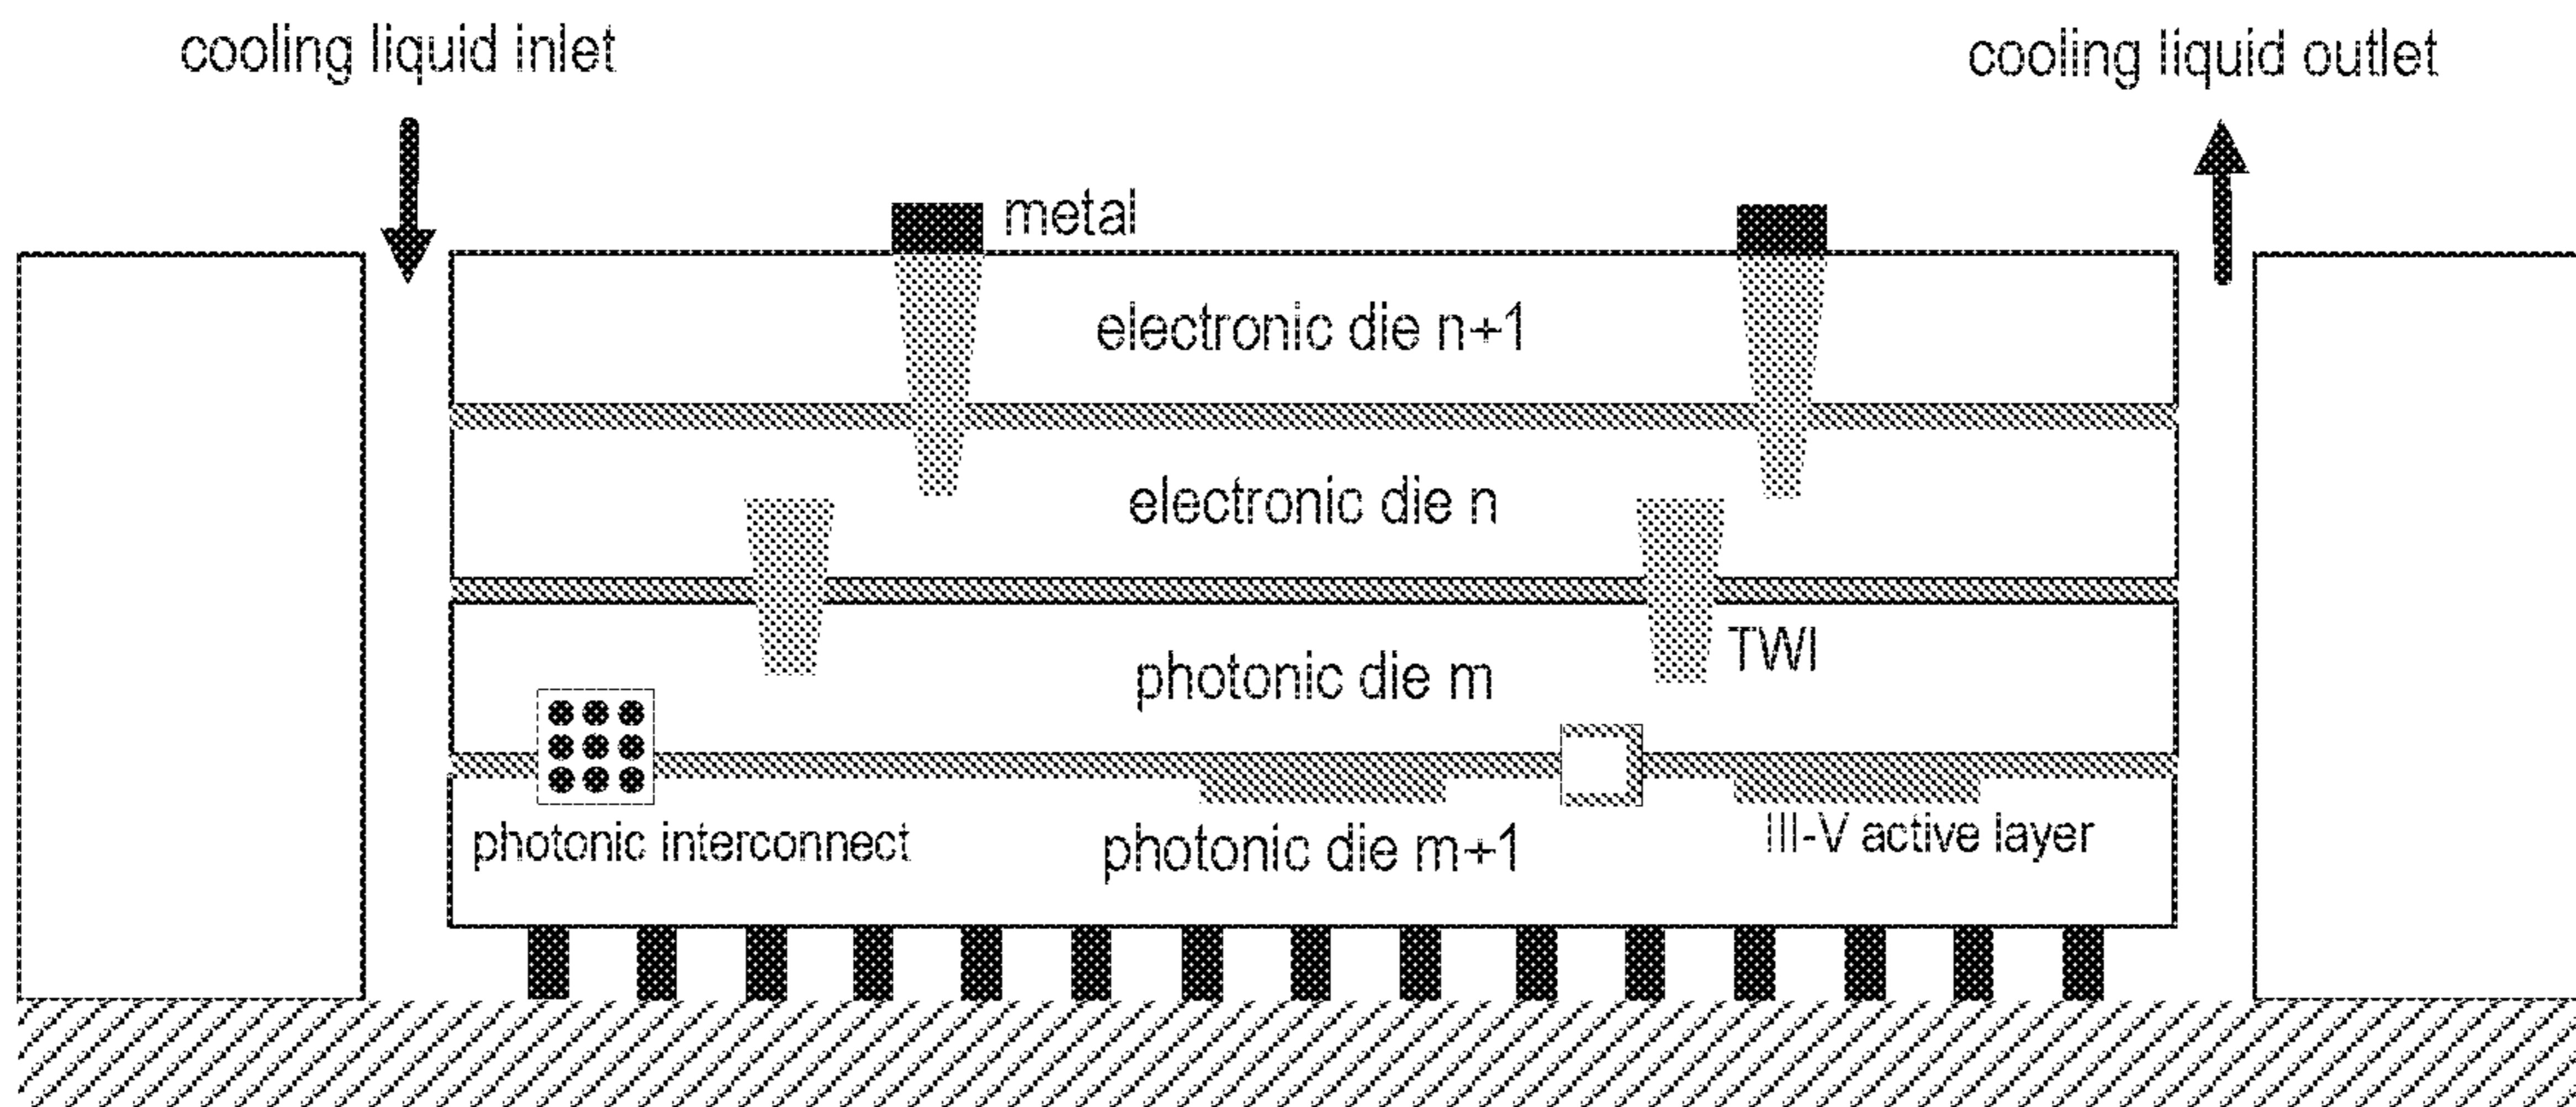 cooling liquid inlet
cooling liquid outlet
metal
electronic die n+1
electronic die n
TWI
photonic die m
photonic interconnect
photonic die m+1
III-V active layer